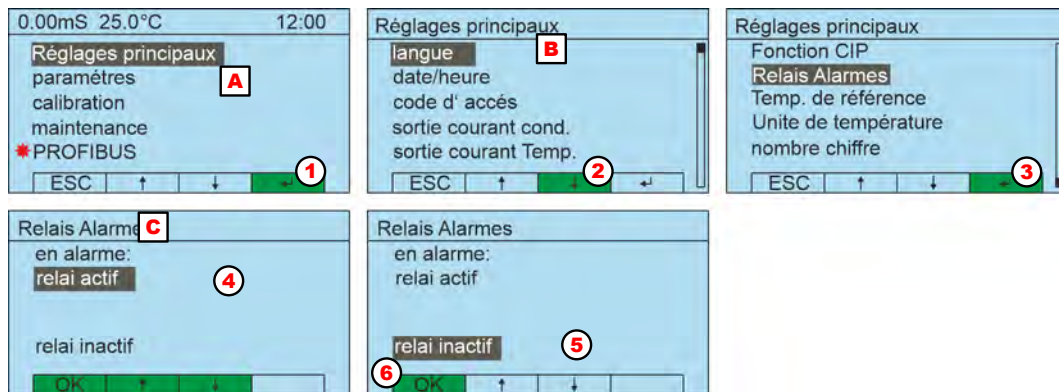 0.00mS 25.0°C 12:00
Réglages principaux
A
paramètres
calibration
maintenance
PROFIBUS
1
ESC ↑ ↓ ↵
Réglages principaux
langue
B
date/heure
code d' accés
sortie courant cond.
sortie courant Temp.
ESC ↑ ↓ 2 ↵
Réglages principaux
Fonction CIP
Relais Alarmes
Temp. de référence
Unite de température
nombre chiffre
ESC ↑ ↓ ↵ 3
Relais Alarme C
en alarme:
relai actif
4
relai inactif
OK ↑ ↓
Relais Alarmes
en alarme:
relai actif
relai inactif
5
6
OK ↑ ↓